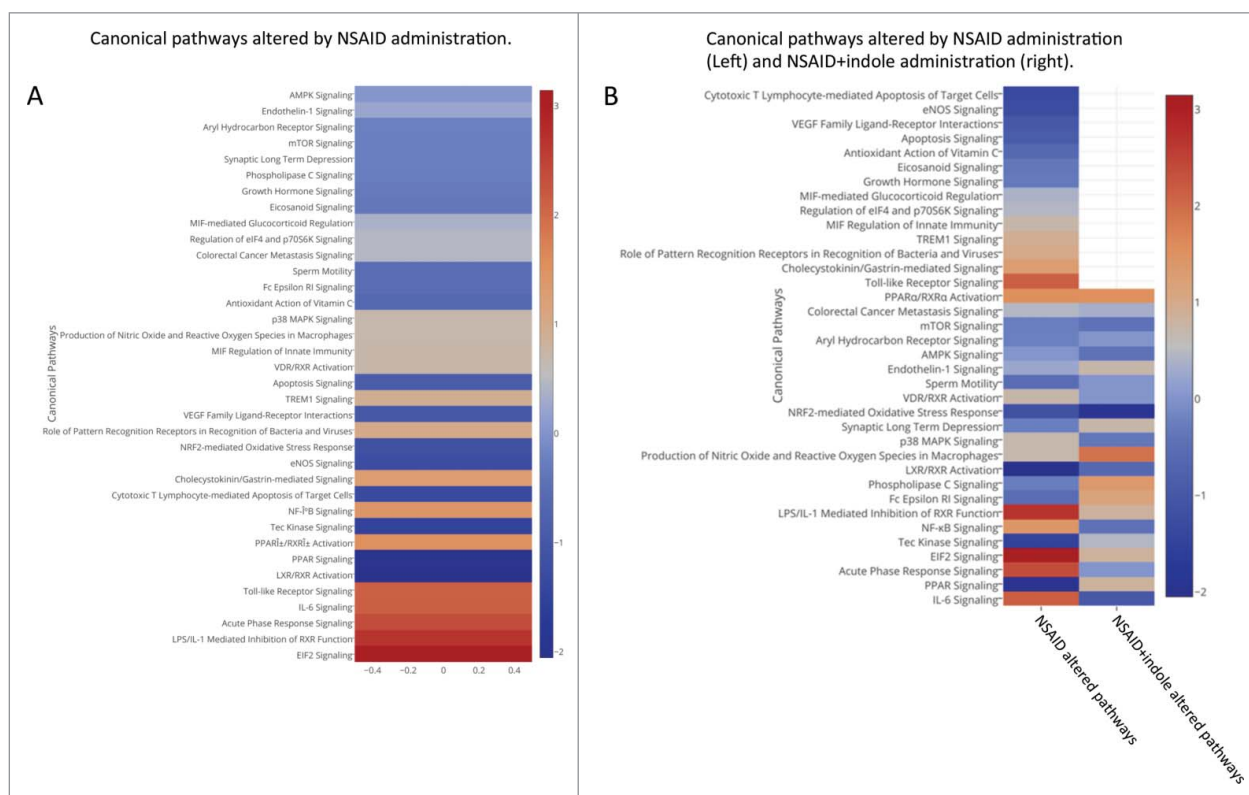 Canonical pathways altered by NSAID administration.
A
AMPK Signaling
Endothelin-1 Signaling
Aryl Hydrocarbon Receptor Signaling
mTOR Signaling
Synaptic Long Term Depression
Phospholipase C Signaling
Growth Hormone Signaling
Eicosanoid Signaling
MIF-mediated Glucocorticoid Regulation
Regulation of eIF4 and p70S6K Signaling
Colorectal Cancer Metastasis Signaling
Sperm Motility
Fc Epsilon RI Signaling
Antioxidant Action of Vitamin C
p38 MAPK Signaling
Production of Nitric Oxide and Reactive Oxygen Species in Macrophages
MIF Regulation of Innate Immunity
VDR/RXR Activation
Apoptosis Signaling
TREM1 Signaling
VEGF Family Ligand-Receptor Interactions
Role of Pattern Recognition Receptors in Recognition of Bacteria and Viruses
NRF2-mediated Oxidative Stress Response
eNOS Signaling
Cholecystokinin/Gastrin-mediated Signaling
Cytotoxic T Lymphocyte-mediated Apoptosis of Target Cells
NF-ÎºB Signaling
Tec Kinase Signaling
PPARÎ±/RXRÎ± Activation
PPAR Signaling
LXR/RXR Activation
Toll-like Receptor Signaling
IL-6 Signaling
Acute Phase Response Signaling
LPS/IL-1 Mediated Inhibition of RXR Function
EIF2 Signaling
Canonical Pathways
−0.4 −0.2 0 0.2 0.4
3
2
1
0
−1
−2
Canonical pathways altered by NSAID administration
(Left) and NSAID+indole administration (right).
B
Cytotoxic T Lymphocyte-mediated Apoptosis of Target Cells
eNOS Signaling
VEGF Family Ligand-Receptor Interactions
Apoptosis Signaling
Antioxidant Action of Vitamin C
Eicosanoid Signaling
Growth Hormone Signaling
MIF-mediated Glucocorticoid Regulation
Regulation of eIF4 and p70S6K Signaling
MIF Regulation of Innate Immunity
TREM1 Signaling
Role of Pattern Recognition Receptors in Recognition of Bacteria and Viruses
Cholecystokinin/Gastrin-mediated Signaling
Toll-like Receptor Signaling
PPARα/RXRα Activation
Colorectal Cancer Metastasis Signaling
mTOR Signaling
Aryl Hydrocarbon Receptor Signaling
AMPK Signaling
Endothelin-1 Signaling
Sperm Motility
VDR/RXR Activation
NRF2-mediated Oxidative Stress Response
Synaptic Long Term Depression
p38 MAPK Signaling
Production of Nitric Oxide and Reactive Oxygen Species in Macrophages
LXR/RXR Activation
Phospholipase C Signaling
Fc Epsilon RI Signaling
LPS/IL-1 Mediated Inhibition of RXR Function
NF-κB Signaling
Tec Kinase Signaling
EIF2 Signaling
Acute Phase Response Signaling
PPAR Signaling
IL-6 Signaling
Canonical Pathways
NSAID altered pathways
NSAID+indole altered pathways
3
2
1
0
−1
−2